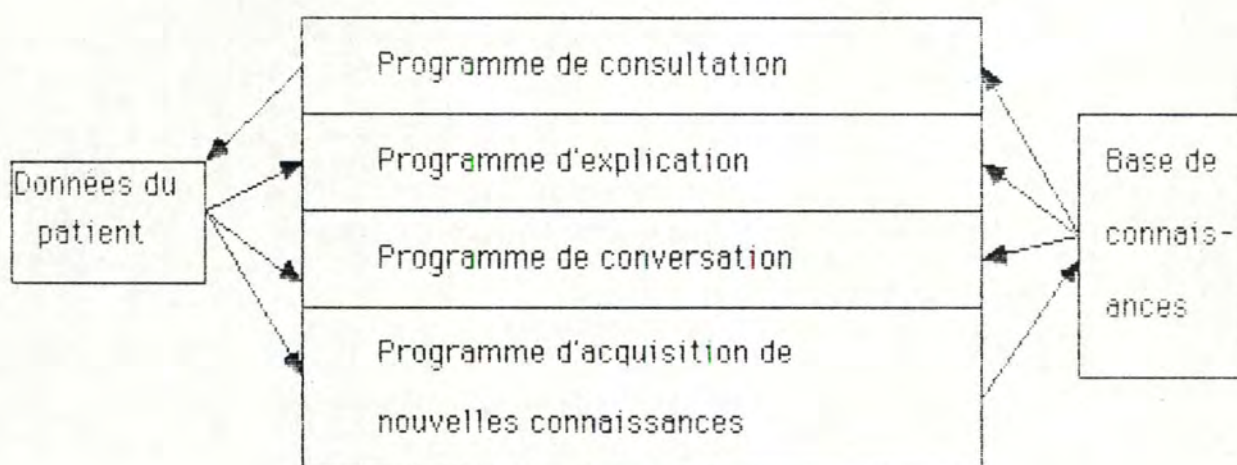 Programme de consultation
Programme d'explication
Programme de conversation
Programme d'acquisition de
nouvelles connaissances
Données du
patient
Base de
connais-
ances